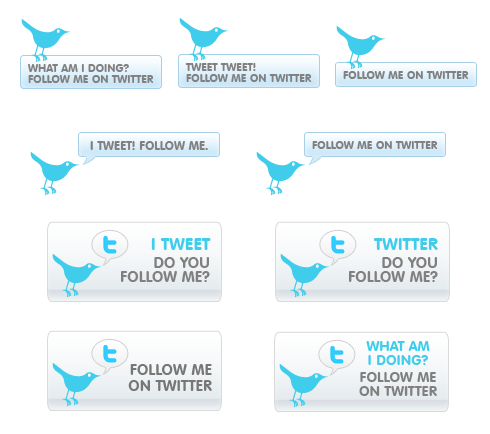 WHAT AM I DOING?
FOLLOW ME ON TWITTER
TWEET TWEET!
FOLLOW ME ON TWITTER
FOLLOW ME ON TWITTER
I TWEET! FOLLOW ME.
FOLLOW ME ON TWITTER
t
I TWEET
DO YOU
FOLLOW ME?
t
TWITTER
DO YOU
FOLLOW ME?
t
FOLLOW ME
ON TWITTER
t
WHAT AM
I DOING?
FOLLOW ME
ON TWITTER